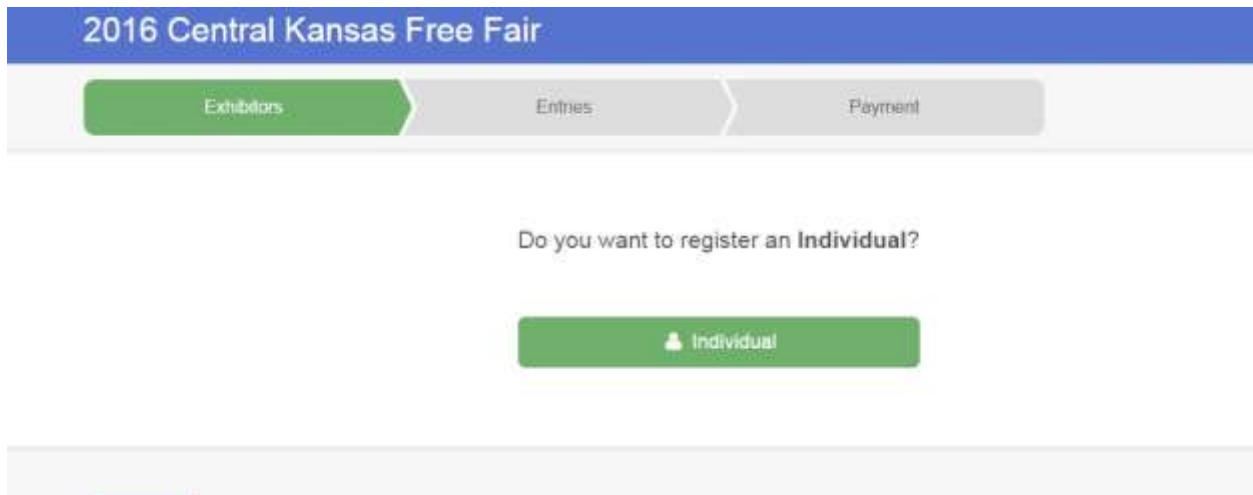 2016 Central Kansas Free Fair
Exhibitors Entries Payment
Do you want to register an Individual?
Individual